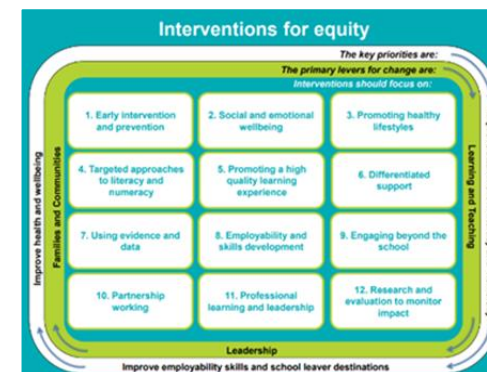 Interventions for equity
The key priorities are:
The primary levers for change are:
Interventions should focus on:
1. Early intervention
and prevention
2. Social and emotional
wellbeing
3. Promoting healthy
lifestyles
4. Targeted approaches
to literacy and
numeracy
5. Promoting a high
quality learning
experience
6. Differentiated
support
7. Using evidence and
data
8. Employability and
skills development
9. Engaging beyond the
school
10. Partnership
working
11. Professional
learning and leadership
12. Research and
evaluation to monitor
impact
Improve health and wellbeing
Families and Communities
Learning and Teaching
Leadership
Improve employability skills and school leaver destinations